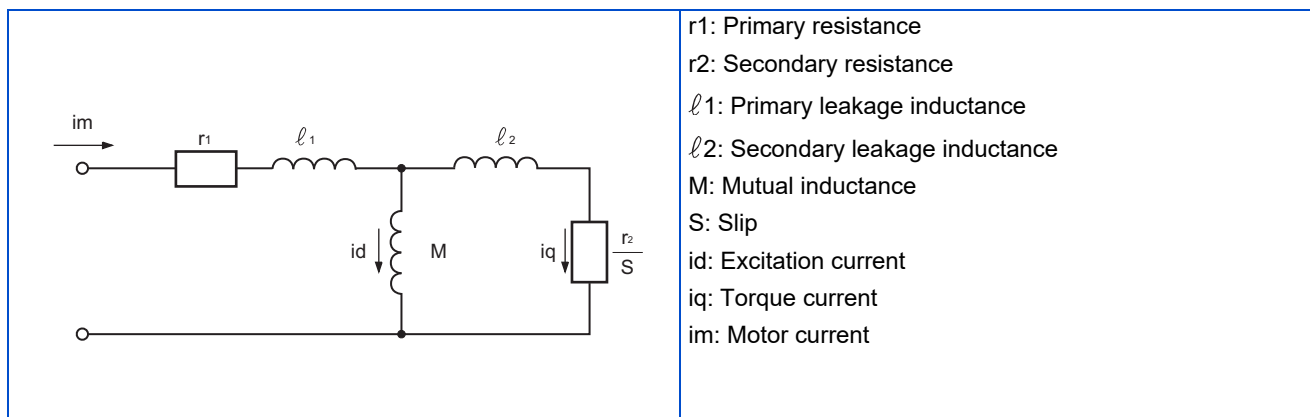 im
r1
ℓ1
ℓ2
id
M
iq
r2
S
r1: Primary resistance
r2: Secondary resistance
ℓ1: Primary leakage inductance
ℓ2: Secondary leakage inductance
M: Mutual inductance
S: Slip
id: Excitation current
iq: Torque current
im: Motor current